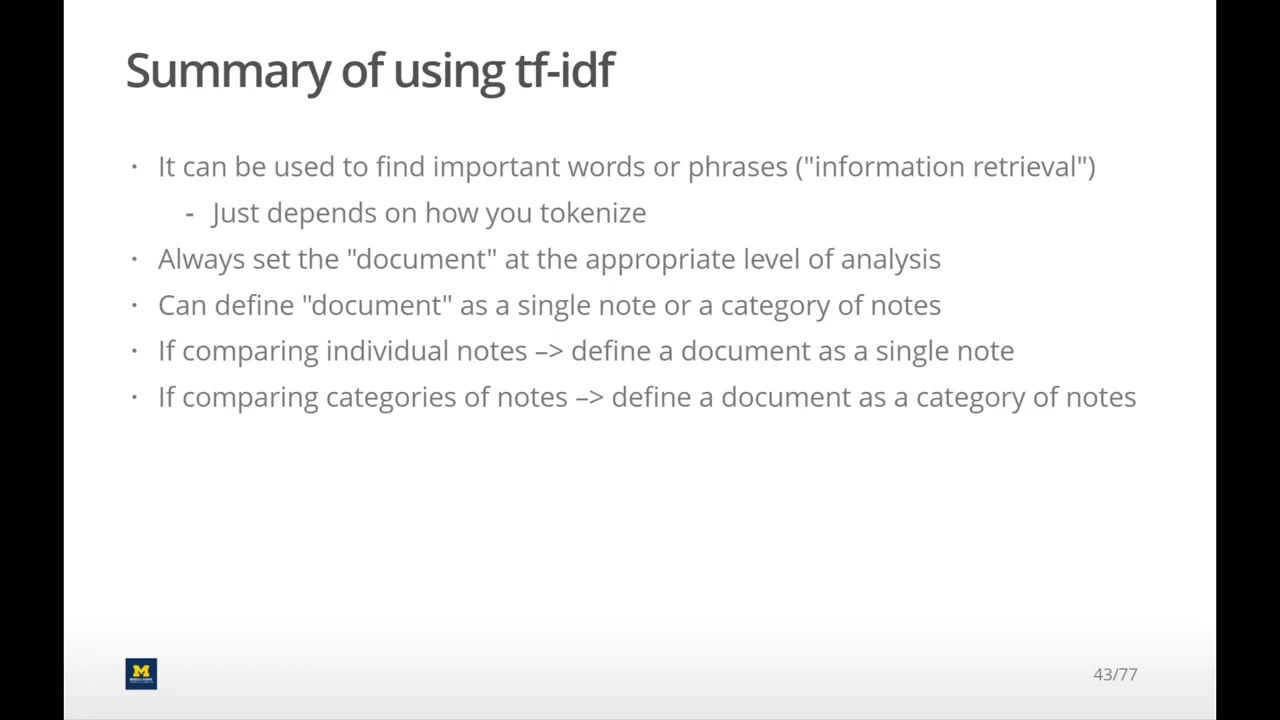 Summary of using tf-idf
· It can be used to find important words or phrases ("information retrieval")
- Just depends on how you tokenize
· Always set the "document" at the appropriate level of analysis
· Can define "document" as a single note or a category of notes
· If comparing individual notes –> define a document as a single note
· If comparing categories of notes –> define a document as a category of notes
M
43/77